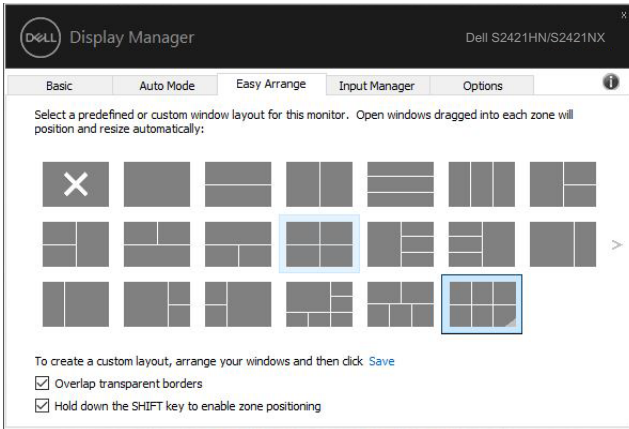 DELL Display Manager Dell S2421HN/S2421NX
Basic Auto Mode Easy Arrange Input Manager Options
Select a predefined or custom window layout for this monitor. Open windows dragged into each zone will
position and resize automatically:
To create a custom layout, arrange your windows and then click Save
Overlap transparent borders
Hold down the SHIFT key to enable zone positioning